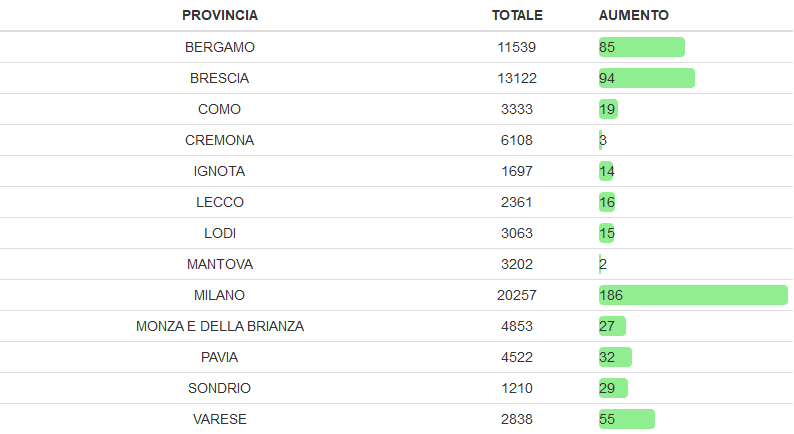 PROVINCIA TOTALE AUMENTO
BERGAMO 11539 85
BRESCIA 13122 94
COMO 3333 19
CREMONA 6108 3
IGNOTA 1697 14
LECCO 2361 16
LODI 3063 15
MANTOVA 3202 2
MILANO 20257 186
MONZA E DELLA BRIANZA 4853 27
PAVIA 4522 32
SONDRIO 1210 29
VARESE 2838 55